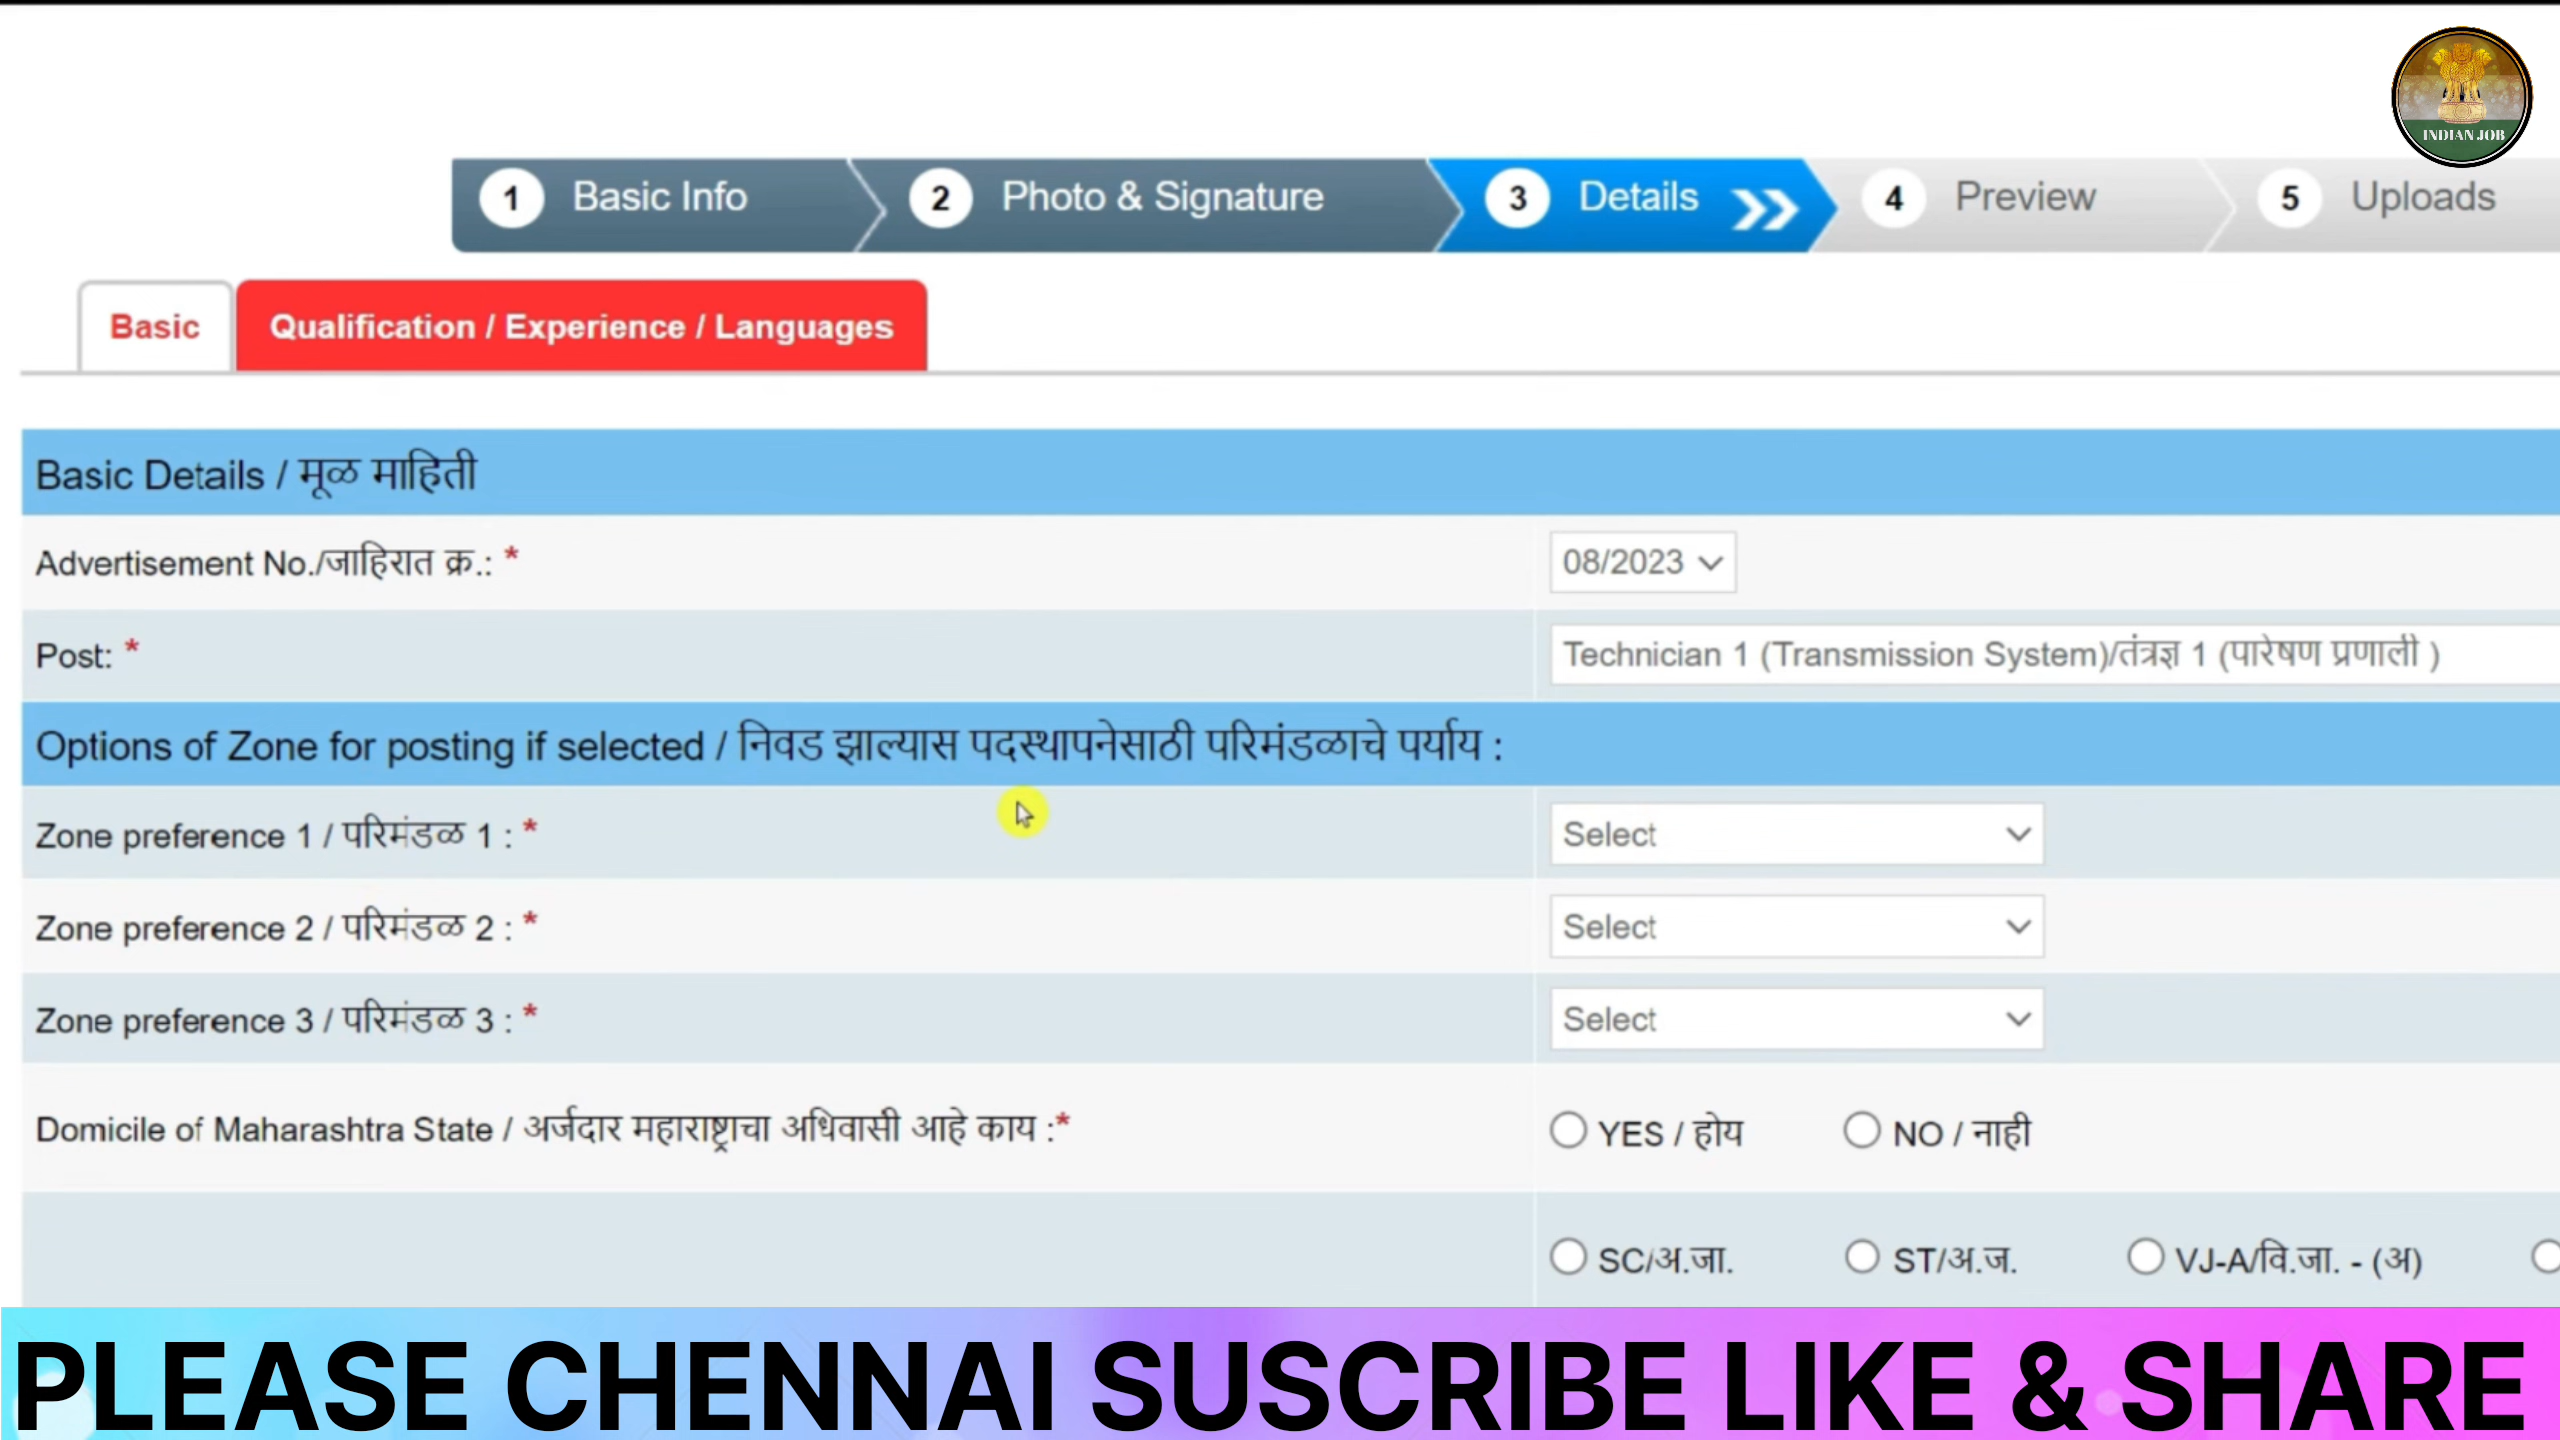 INDIAN JOB
1 Basic Info 2 Photo & Signature 3 Details 4 Preview 5 Uploads
Basic Qualification / Experience / Languages
Basic Details / मूळ माहिती
Advertisement No./जाहिरात क्र.: * 08/2023
Post: * Technician 1 (Transmission System)/तंत्रज्ञ 1 (पारेषण प्रणाली )
Options of Zone for posting if selected / निवड झाल्यास पदस्थापनेसाठी परिमंडळाचे पर्याय :
Zone preference 1 / परिमंडळ 1 : * Select
Zone preference 2 / परिमंडळ 2 : * Select
Zone preference 3 / परिमंडळ 3 : * Select
Domicile of Maharashtra State / अर्जदार महाराष्ट्राचा अधिवासी आहे काय :* YES / होय NO / नाही
SC/अ.जा. ST/अ.ज. VJ-A/वि.जा. - (अ)
PLEASE CHENNAI SUSCRIBE LIKE & SHARE